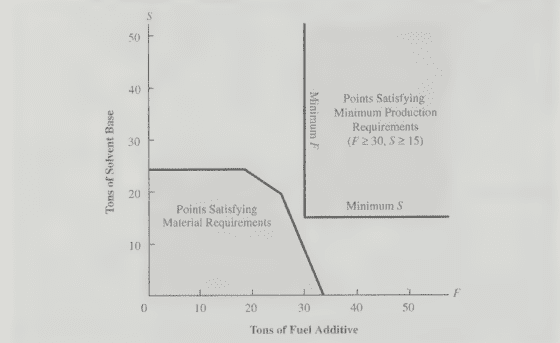 S
50
40
30
20
10
0
10
20
30
40
50
F
Tons of Solvent Base
Tons of Fuel Additive
Minimum F
Points Satisfying
Minimum Production
Requirements
(F ≥ 30, S ≥ 15)
Minimum S
Points Satisfying
Material Requirements